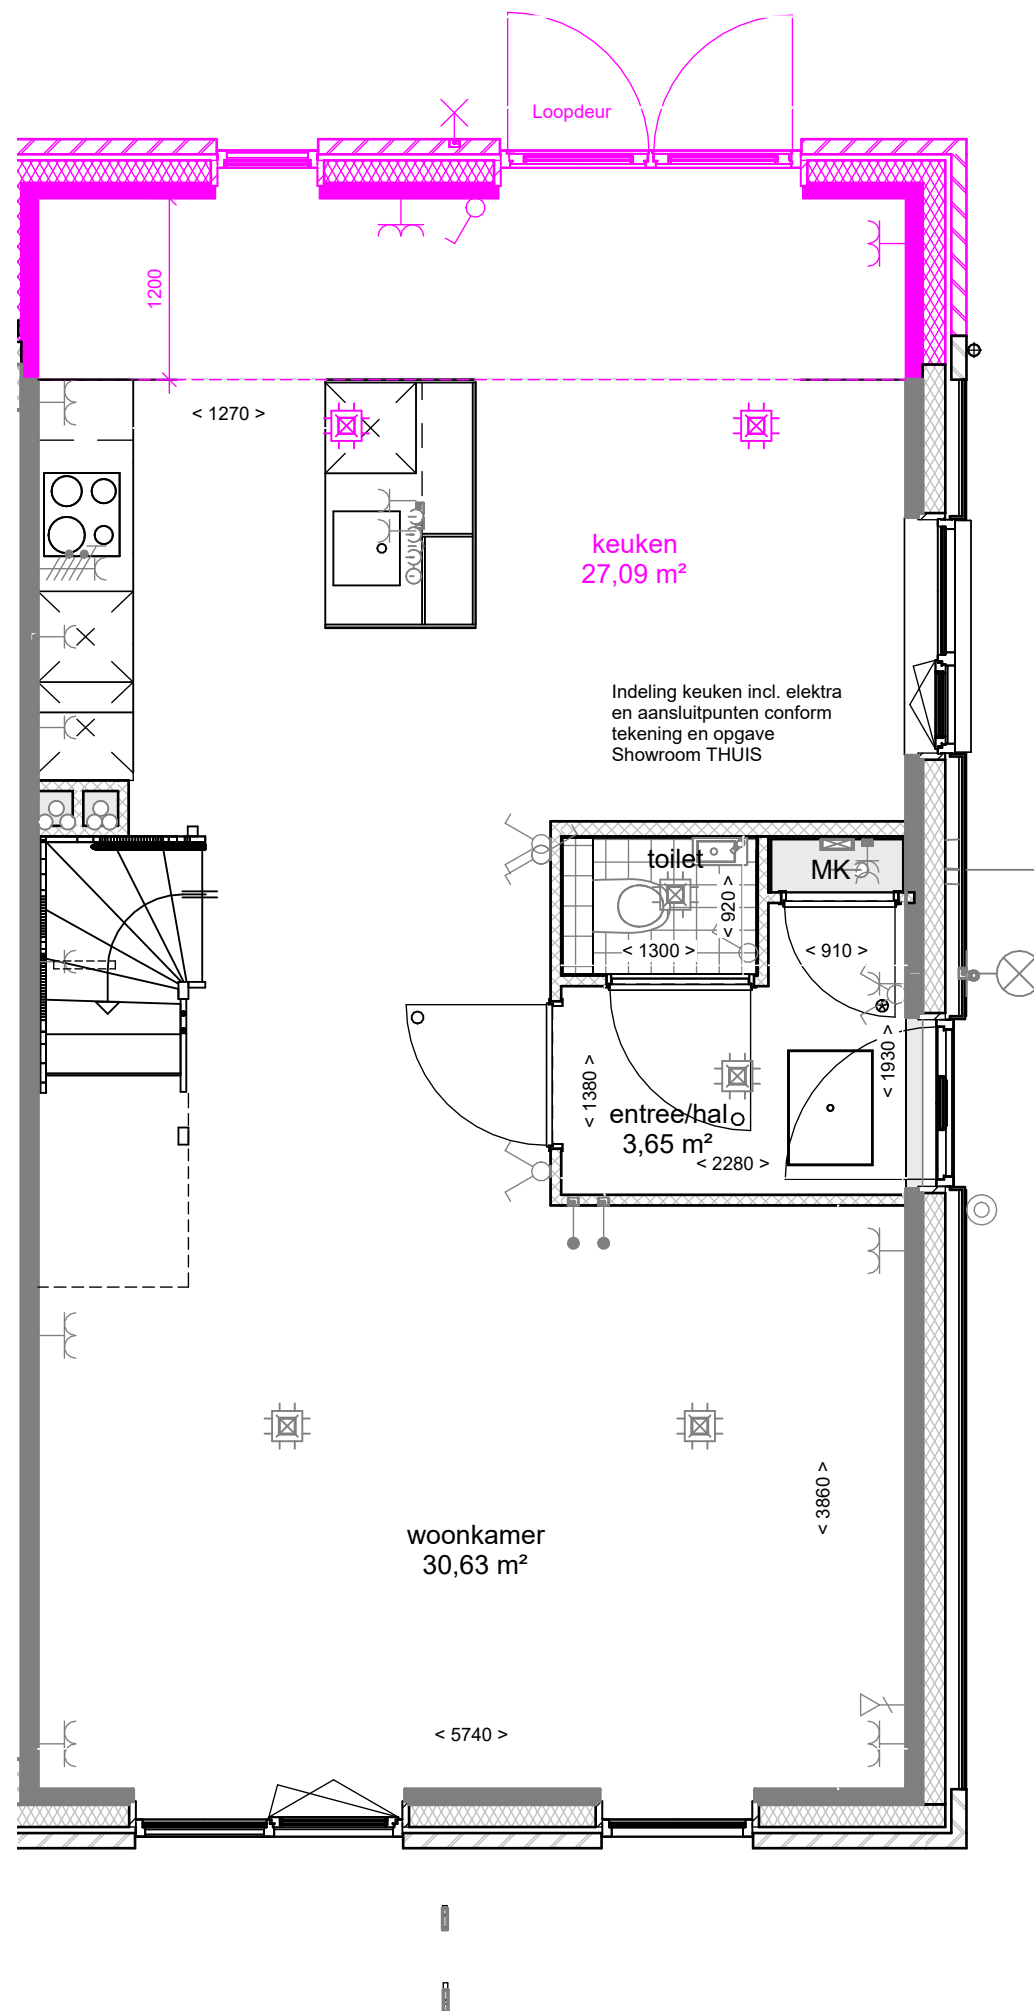 Loopdeur
1200
< 1270 >
keuken
27,09 m²
Indeling keuken incl. elektra
en aansluitpunten conform
tekening en opgave
Showroom THUIS
toilet
MK
< 920 >
< 1300 >
< 910 >
< 1930 >
< 1380 >
entree/hal
3,65 m²
< 2280 >
< 3860 >
woonkamer
30,63 m²
< 5740 >